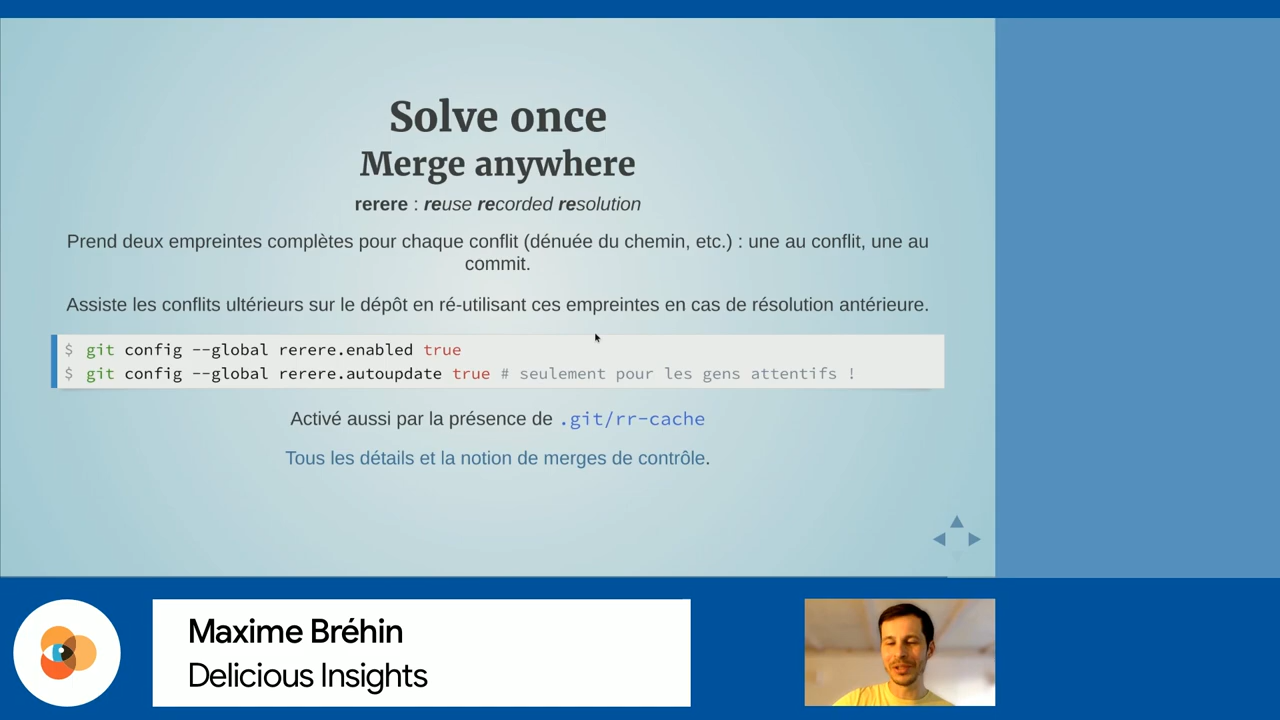 Solve once
Merge anywhere
rerere : reuse recorded resolution
Prend deux empreintes complètes pour chaque conflit (dénuée du chemin, etc.) : une au conflit, une au
commit.
Assiste les conflits ultérieurs sur le dépôt en ré-utilisant ces empreintes en cas de résolution antérieure.
$ git config --global rerere.enabled true
$ git config --global rerere.autoupdate true # seulement pour les gens attentifs !
Activé aussi par la présence de .git/rr-cache
Tous les détails et la notion de merges de contrôle.
Maxime Bréhin
Delicious Insights